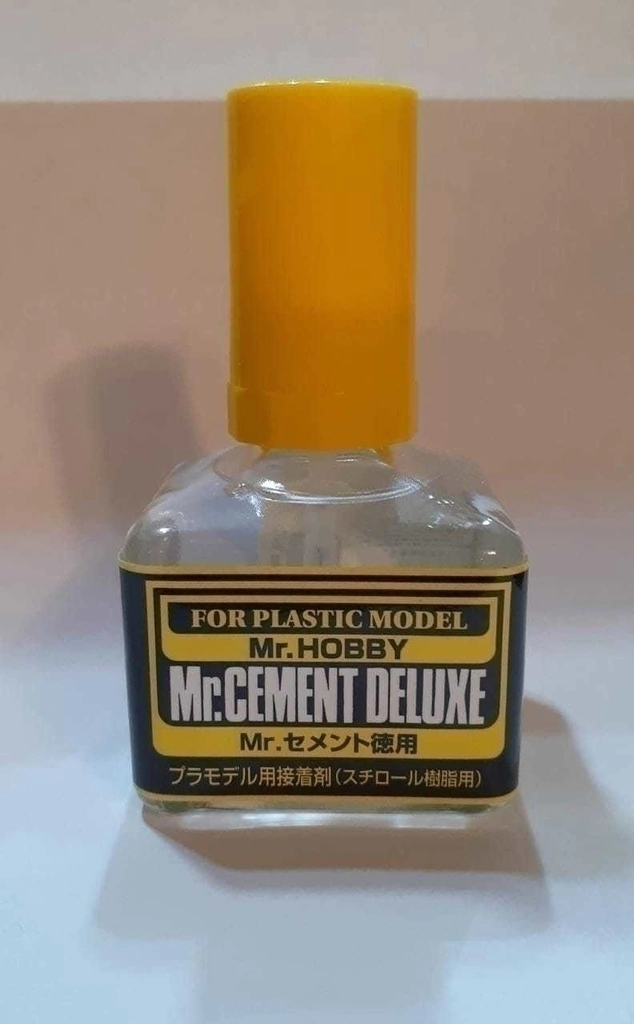 FOR PLASTIC MODEL
Mr.HOBBY
Mr.CEMENT DELUXE
Mr.セメント徳用
プラモデル用接着剤(スチロール樹脂用)